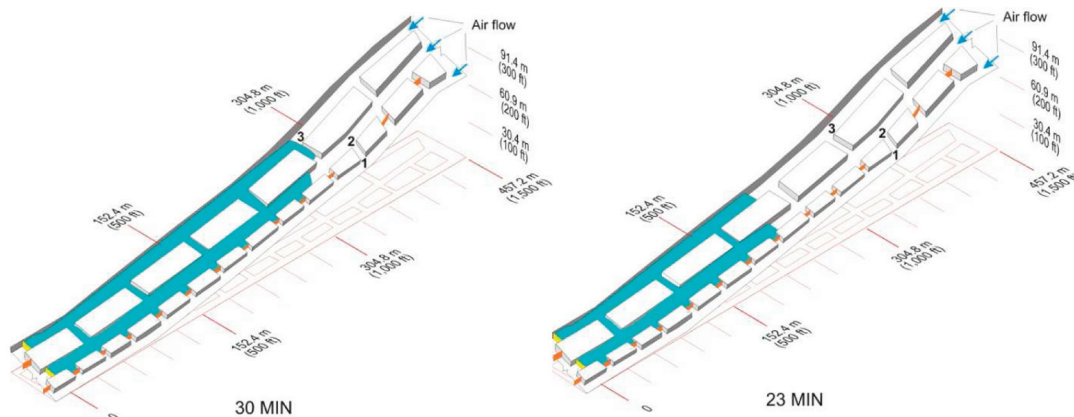 Air flow
91.4 m
(300 ft)
60.9 m
(200 ft)
30.4 m
(100 ft)
304.8 m
(1,000 ft)
3
2
1
457.2 m
(1,500 ft)
152.4 m
(500 ft)
304.8 m
(1,000 ft)
152.4 m
(500 ft)
0
30 MIN
Air flow
91.4 m
(300 ft)
60.9 m
(200 ft)
30.4 m
(100 ft)
304.8 m
(1,000 ft)
3
2
1
457.2 m
(1,500 ft)
152.4 m
(500 ft)
304.8 m
(1,000 ft)
152.4 m
(500 ft)
0
23 MIN